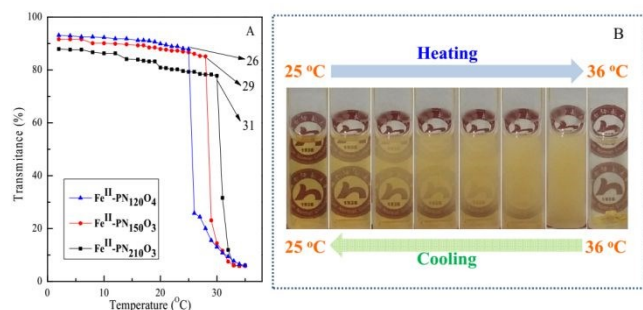 A
100
80
60
40
20
0
Transmitance (%)
26
29
31
Fe^II-PN120O4
Fe^II-PN150O3
Fe^II-PN210O3
0 10 20 30 40
Temperature (°C)
B
Heating
25 °C 36 °C
25 °C 36 °C
Cooling